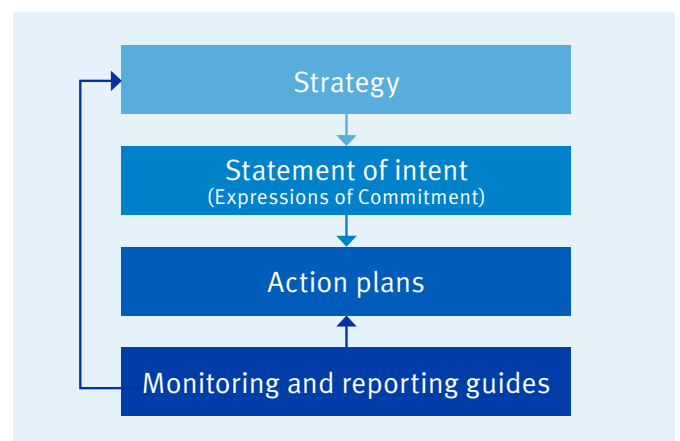 Strategy
Statement of intent
(Expressions of Commitment)
Action plans
Monitoring and reporting guides